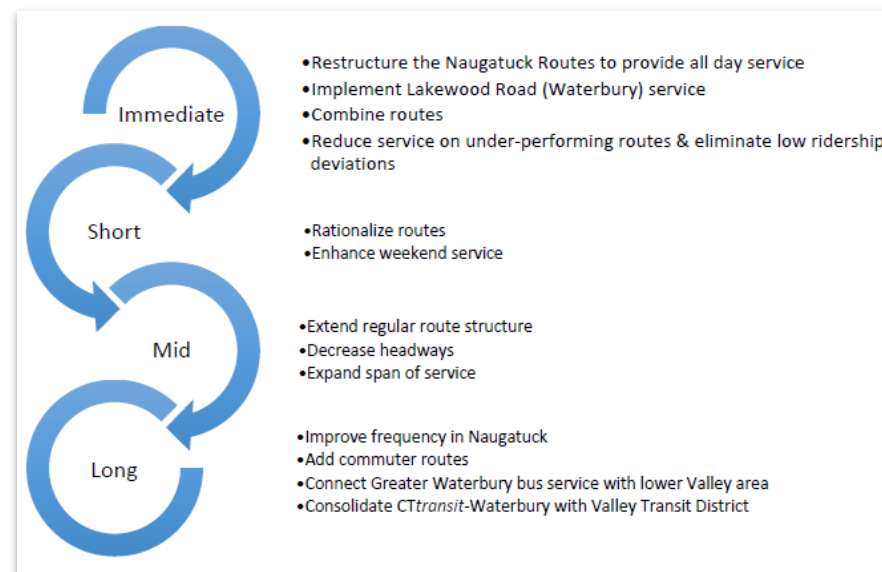 Immediate
•Restructure the Naugatuck Routes to provide all day service
•Implement Lakewood Road (Waterbury) service
•Combine routes
•Reduce service on under-performing routes & eliminate low ridership
deviations
Short
•Rationalize routes
•Enhance weekend service
Mid
•Extend regular route structure
•Decrease headways
•Expand span of service
Long
•Improve frequency in Naugatuck
•Add commuter routes
•Connect Greater Waterbury bus service with lower Valley area
•Consolidate CTtransit-Waterbury with Valley Transit District